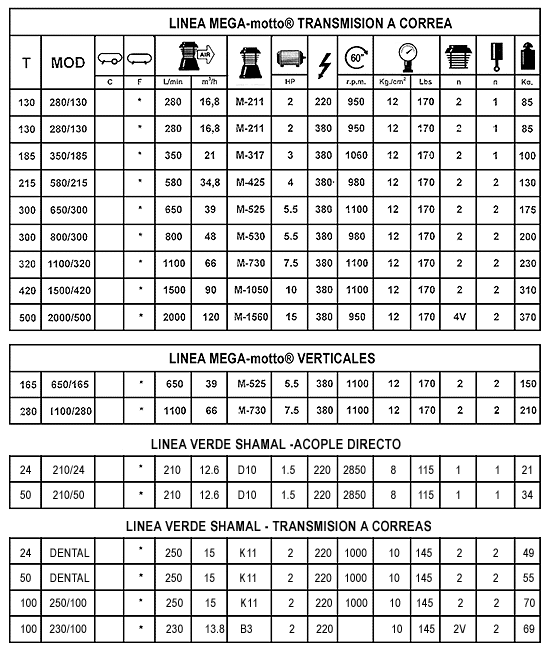 LINEA MEGA-motto® TRANSMISION A CORREA
T MOD AIR 60"
C F L/min m³/h HP r.p.m. Kg./cm² Lbs n n Kg.
130 280/130 * 280 16,8 M-211 2 220 950 12 170 2 1 85
130 280/130 * 280 16,8 M-211 2 380 950 12 170 2 1 85
185 350/185 * 350 21 M-317 3 380 1060 12 170 2 1 100
215 580/215 * 580 34,8 M-425 4 380 980 12 170 2 2 130
300 650/300 * 650 39 M-525 5.5 380 1100 12 170 2 2 175
300 800/300 * 800 48 M-530 5.5 380 980 12 170 2 2 200
320 1100/320 * 1100 66 M-730 7.5 380 1100 12 170 2 2 230
420 1500/420 * 1500 90 M-1050 10 380 1100 12 170 2 2 310
500 2000/500 * 2000 120 M-1560 15 380 950 12 170 4V 2 370
LINEA MEGA-motto® VERTICALES
165 650/165 * 650 39 M-525 5.5 380 1100 12 170 2 2 150
280 1100/280 * 1100 66 M-730 7.5 380 1100 12 170 2 2 210
LINEA VERDE SHAMAL -ACOPLE DIRECTO
24 210/24 * 210 12.6 D10 1.5 220 2850 8 115 1 1 21
50 210/50 * 210 12.6 D10 1.5 220 2850 8 115 1 1 34
LINEA VERDE SHAMAL - TRANSMISION A CORREAS
24 DENTAL * 250 15 K11 2 220 1000 10 145 2 2 49
50 DENTAL * 250 15 K11 2 220 1000 10 145 2 2 55
100 250/100 * 250 15 K11 2 220 1000 10 145 2 2 70
100 230/100 * 230 13.8 B3 2 220 10 145 2V 2 69